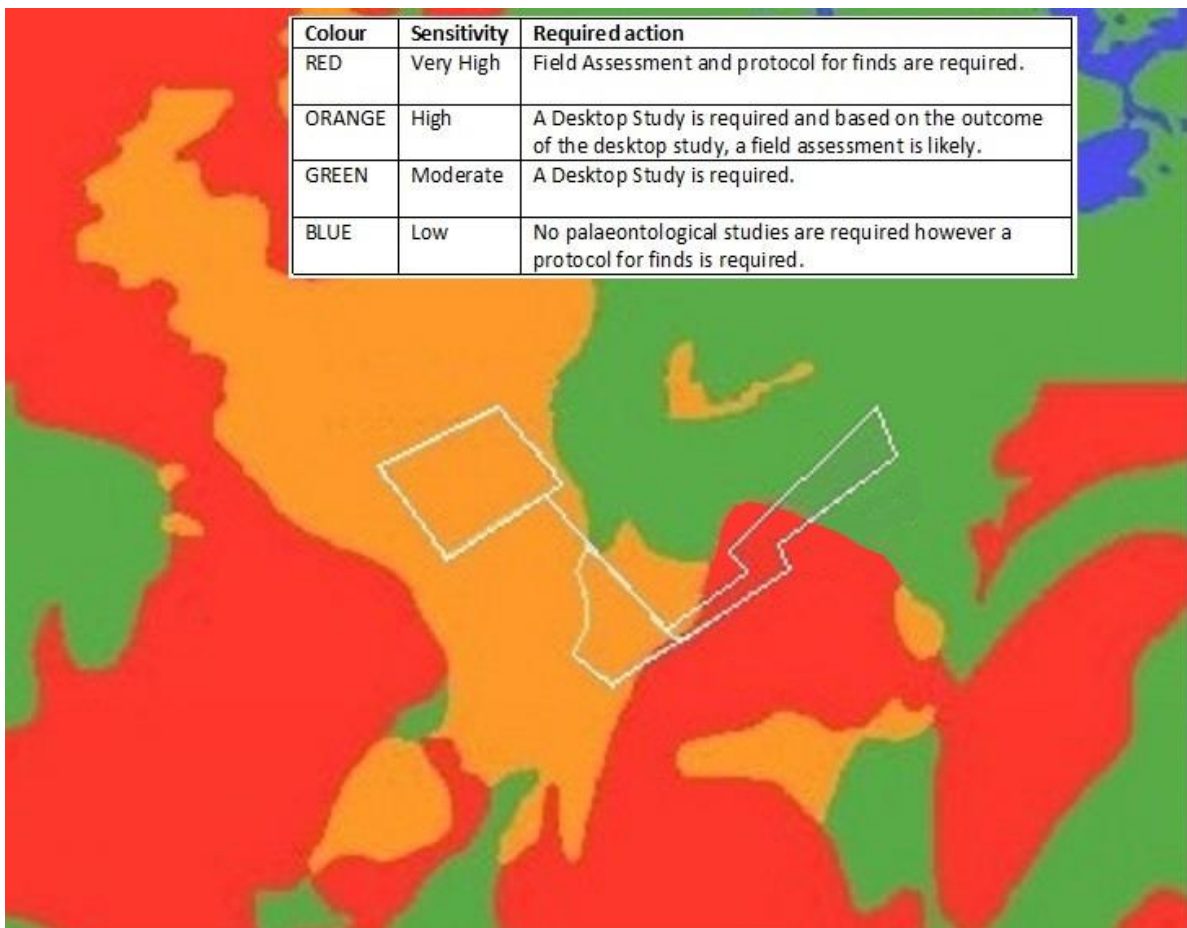 Colour Sensitivity Required action
RED Very High Field Assessment and protocol for finds are required.
ORANGE High A Desktop Study is required and based on the outcome
of the desktop study, a field assessment is likely.
GREEN Moderate A Desktop Study is required.
BLUE Low No palaeontological studies are required however a
protocol for finds is required.